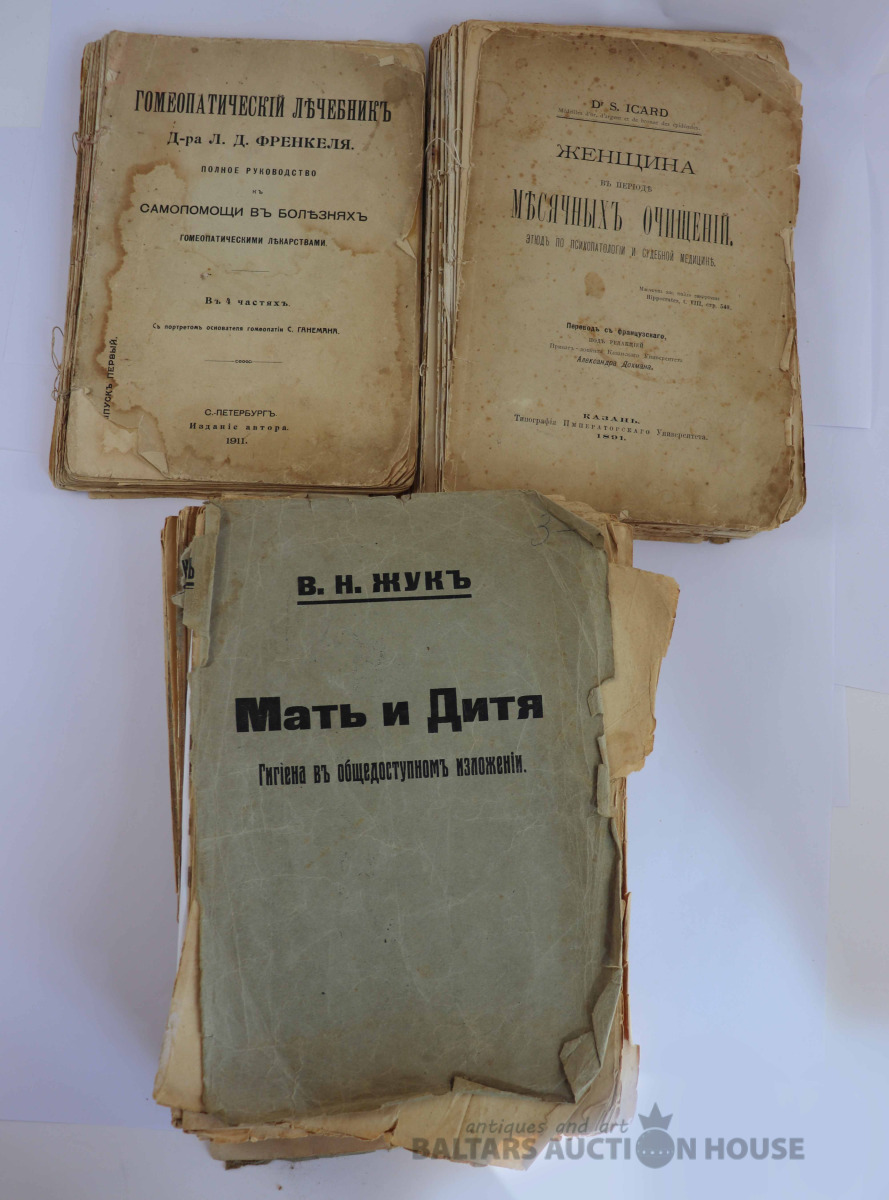 ГОМЕОПАТИЧЕСКІЙ ЛѢЧЕБНИКЪ
Д-ра Л. Д. ФРЕНКЕЛЯ.
ПОЛНОЕ РУКОВОДСТВО
КЪ
САМОПОМОЩИ ВЪ БОЛѢЗНЯХЪ
ГОМЕОПАТИЧЕСКИМИ ЛѢКАРСТВАМИ.
Въ 4 частяхъ.
Съ портретомъ основателя гомеопатіи С. ГАНЕМАНА.
ПУСКЪ ПЕРВЫЙ.
С.-ПЕТЕРБУРГЪ.
Изданіе автора.
1911.
Dr S. ICARD
ЖЕНЩИНА
ВЪ ПЕРІОДѢ
МѢСЯЧНЫХЪ ОЧИЩЕНІЙ.
ЭТЮДЪ ПО ПСИХОПАТОЛОГІИ И СУДЕБНОЙ МЕДИЦИНѢ.
Переводъ съ французскаго,
ПОДЪ РЕДАКЦІЕЙ
Александра Дохмана.
КАЗАНЬ.
Типографія Императорскаго Университета.
1891.
3-
В. Н. ЖУКЪ
Мать и Дитя
Гигіена въ общедоступномъ изложеніи.
antiques and art
BALTARS AUCTION HOUSE